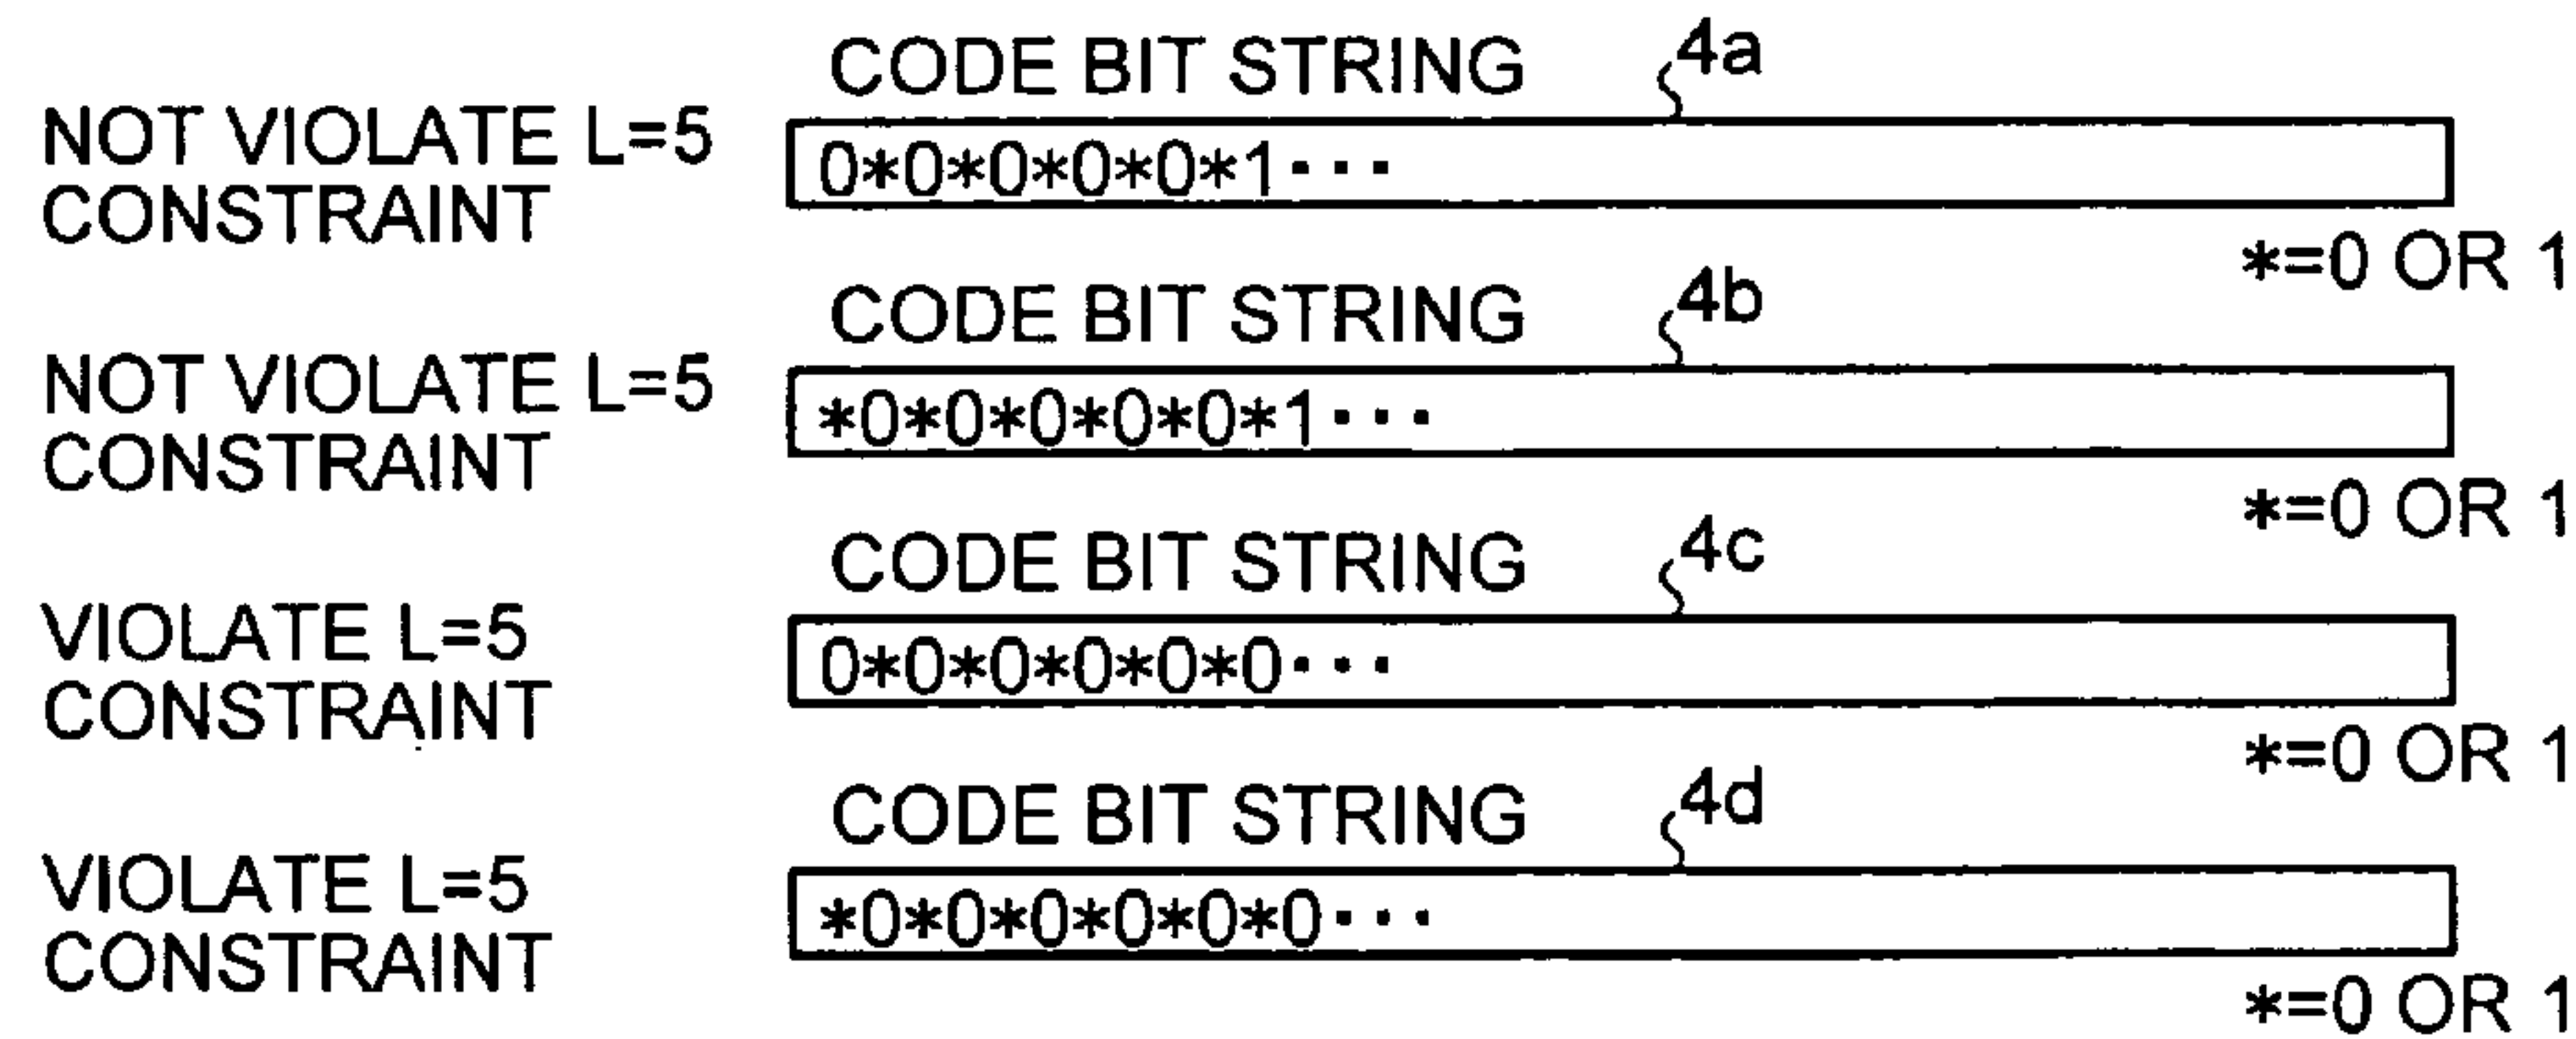 CODE BIT STRING 4a
NOT VIOLATE L=5
CONSTRAINT
0*0*0*0*0*1···
*=0 OR 1
CODE BIT STRING 4b
NOT VIOLATE L=5
CONSTRAINT
*0*0*0*0*0*1···
*=0 OR 1
CODE BIT STRING 4c
VIOLATE L=5
CONSTRAINT
0*0*0*0*0*0···
*=0 OR 1
CODE BIT STRING 4d
VIOLATE L=5
CONSTRAINT
*0*0*0*0*0*0···
*=0 OR 1